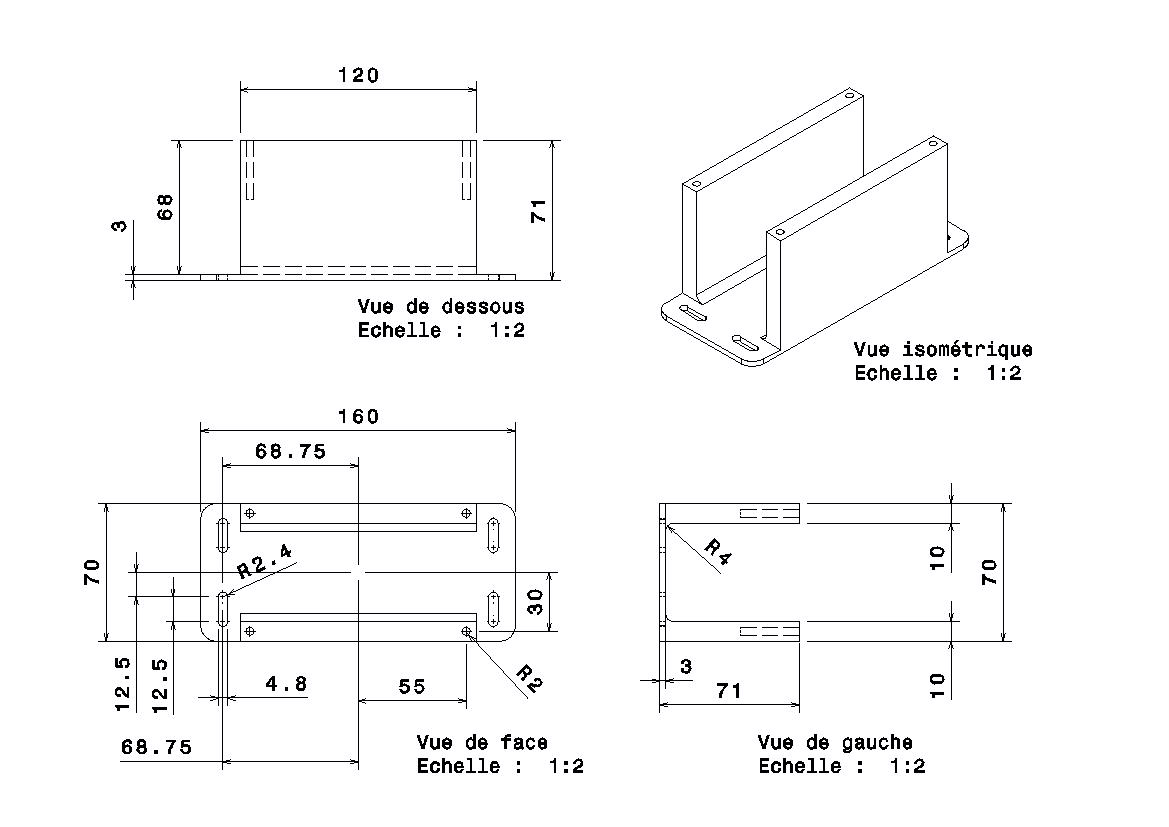 120
68
3
71
Vue de dessous
Echelle :  1:2
Vue isométrique
Echelle :  1:2
160
68.75
70
R2.4
30
12.5
12.5
4.8
55
R2
68.75
Vue de face
Echelle :  1:2
R4
10
70
3
71
10
Vue de gauche
Echelle :  1:2